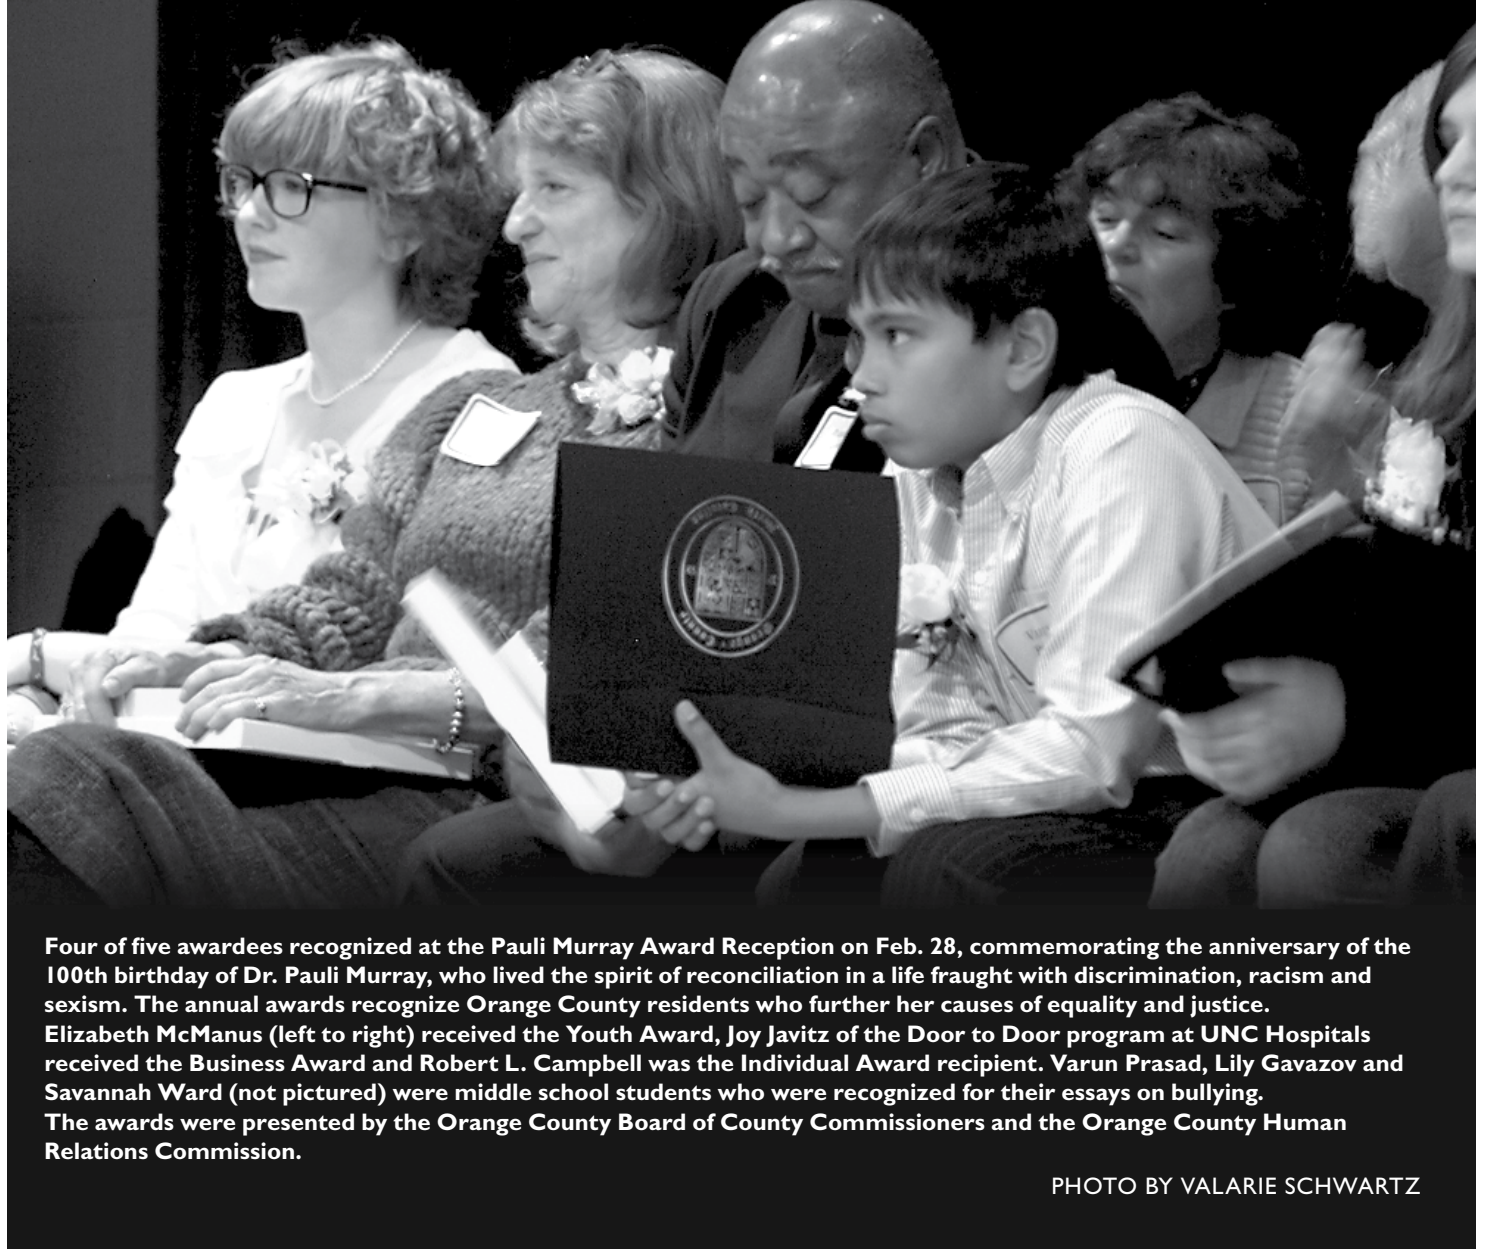 Four of five awardees recognized at the Pauli Murray Award Reception on Feb. 28, commemorating the anniversary of the
100th birthday of Dr. Pauli Murray, who lived the spirit of reconciliation in a life fraught with discrimination, racism and
sexism. The annual awards recognize Orange County residents who further her causes of equality and justice.
Elizabeth McManus (left to right) received the Youth Award, Joy Javitz of the Door to Door program at UNC Hospitals
received the Business Award and Robert L. Campbell was the Individual Award recipient. Varun Prasad, Lily Gavazov and
Savannah Ward (not pictured) were middle school students who were recognized for their essays on bullying.
The awards were presented by the Orange County Board of County Commissioners and the Orange County Human
Relations Commission.
PHOTO BY VALARIE SCHWARTZ